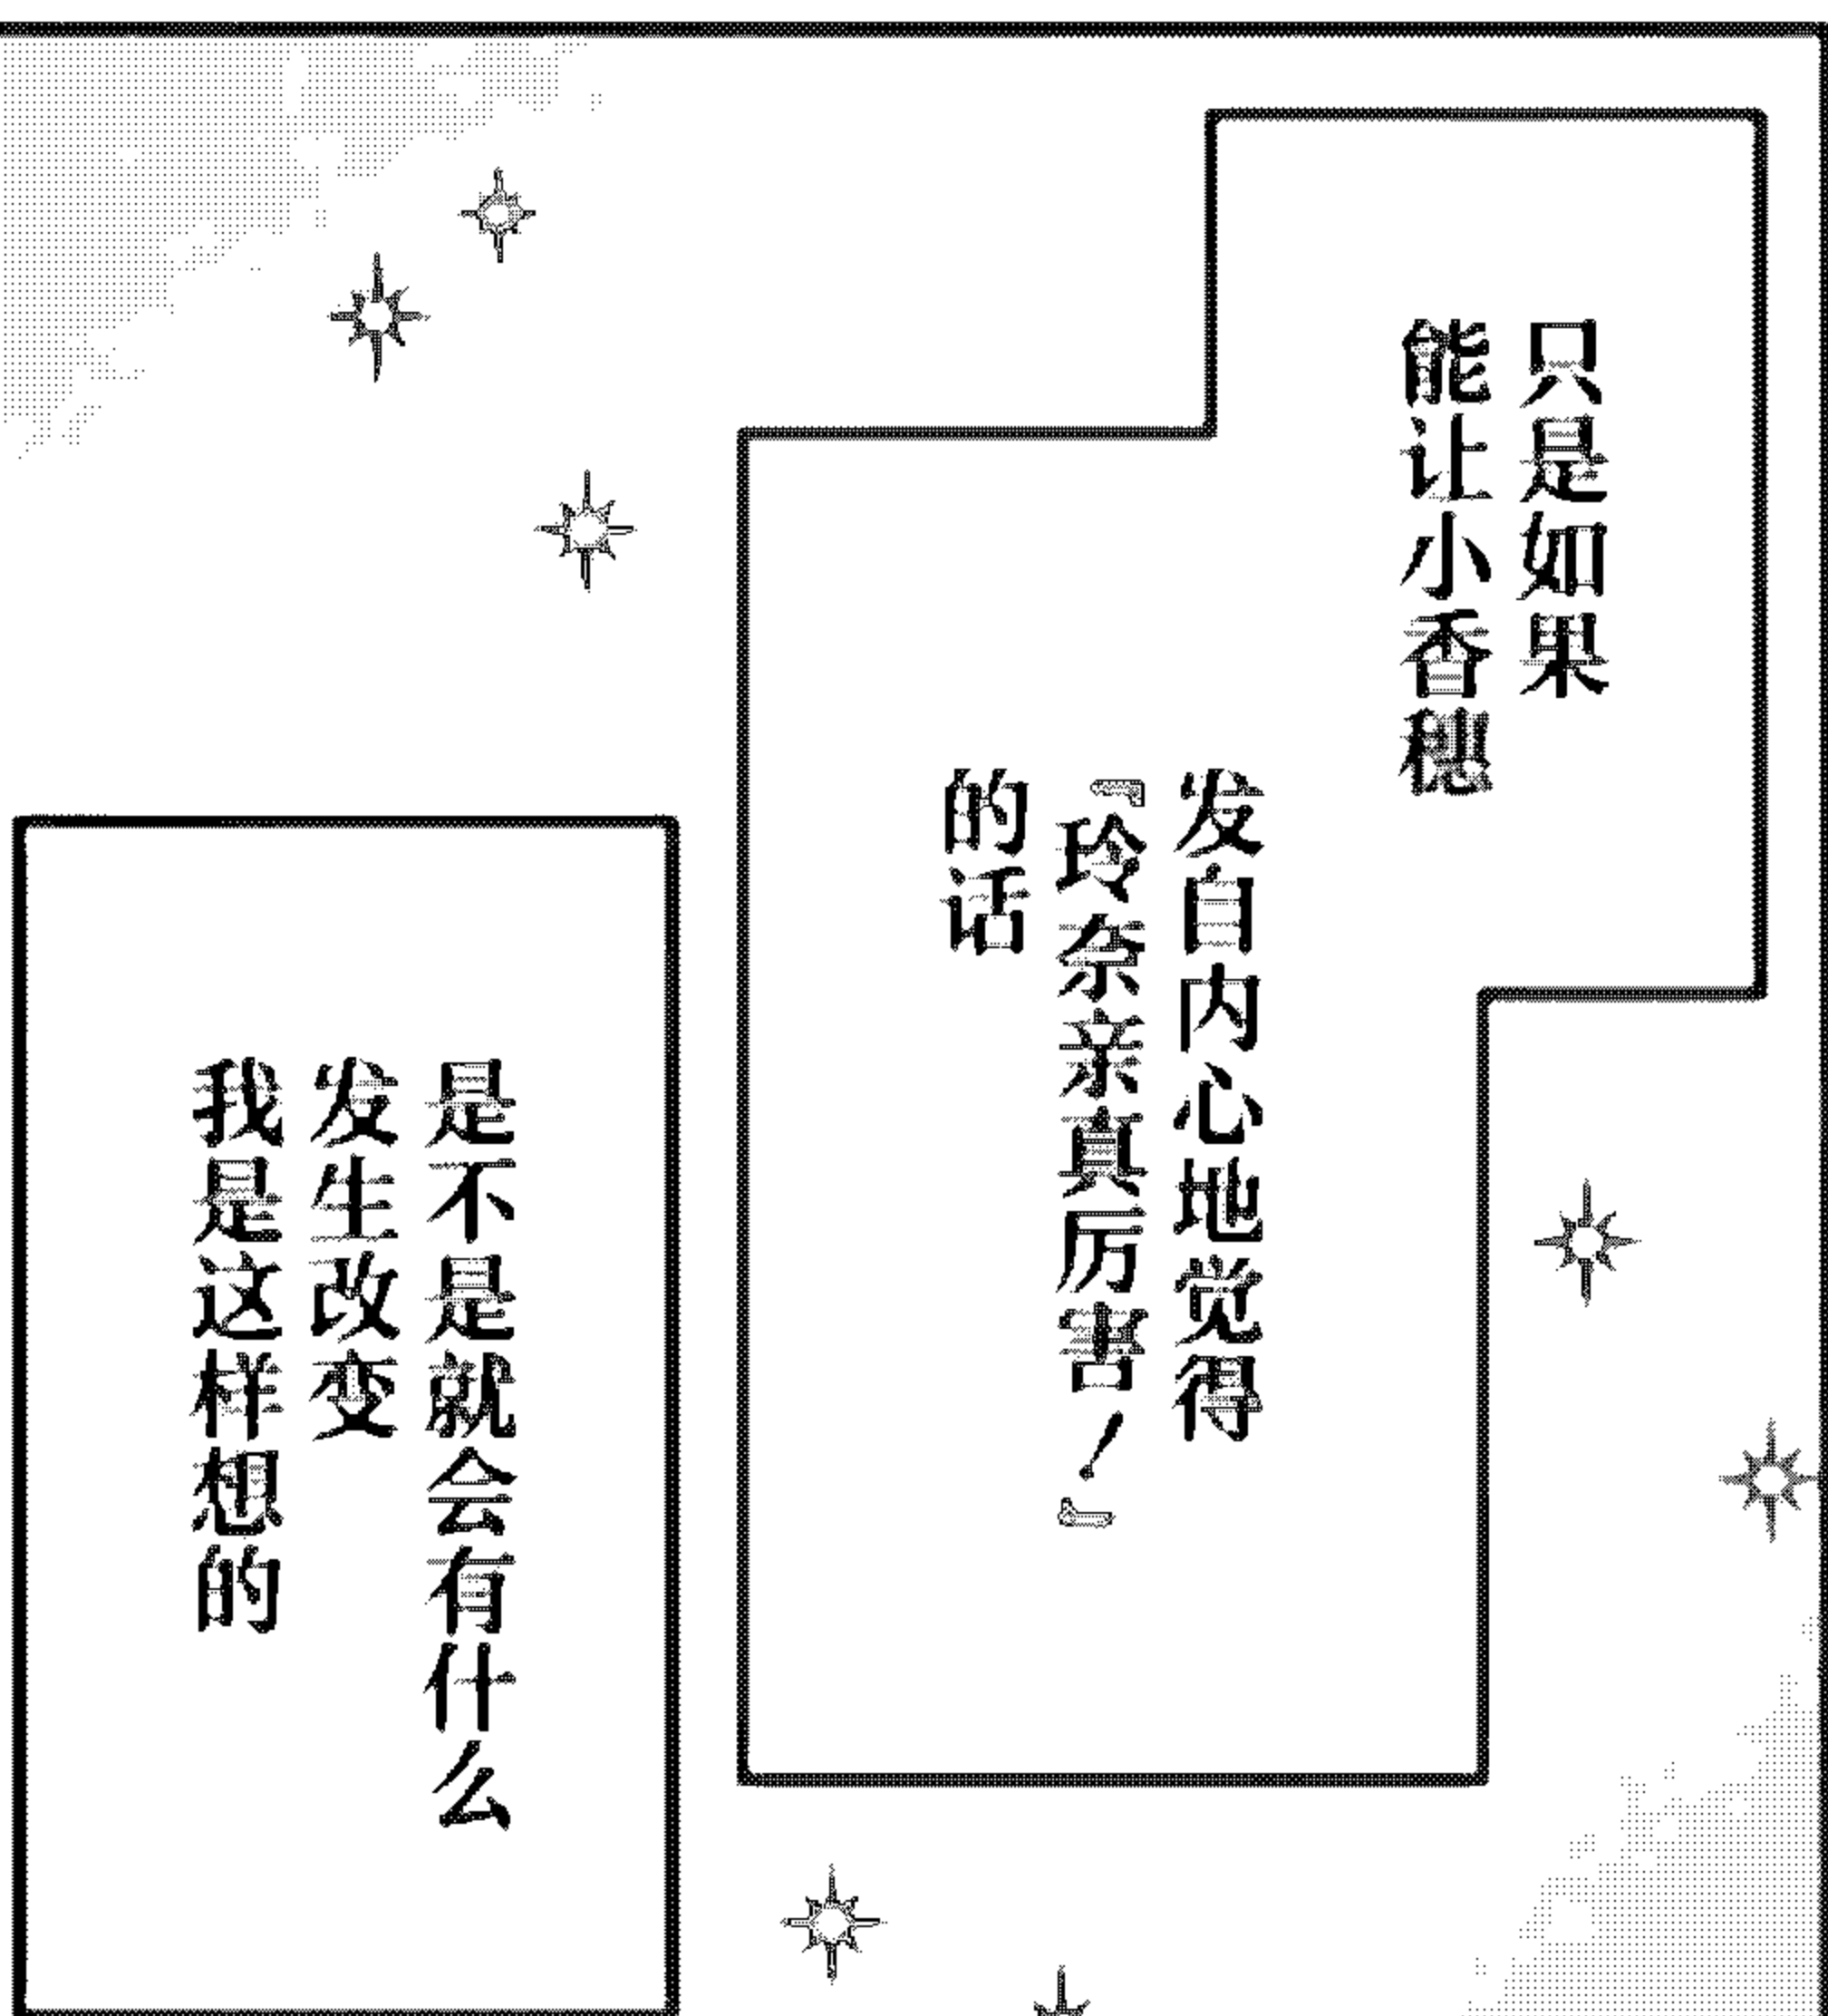 只是如果
能让小香穗
发自内心地觉得
『玲奈亲真厉害！』
的话
是不是就会有什么
发生改变
我是这样想的